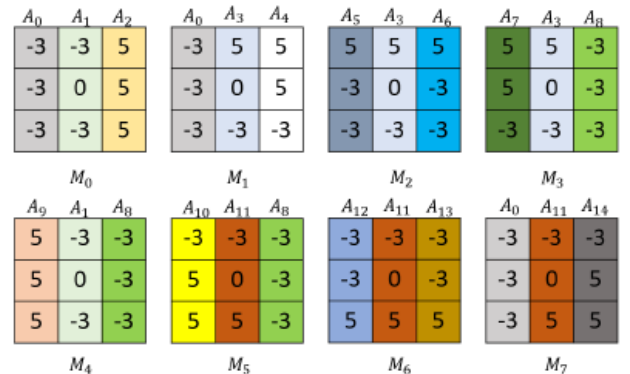 A₀ A₁ A₂ A₀ A₃ A₄ A₅ A₃ A₆ A₇ A₃ A₈
-3 -3 5 -3 5 5 5 5 5 5 5 -3
-3 0 5 -3 0 5 -3 0 -3 5 0 -3
-3 -3 5 -3 -3 -3 -3 -3 -3 -3 -3 -3
M₀ M₁ M₂ M₃
A₉ A₁ A₈ A₁₀ A₁₁ A₈ A₁₂ A₁₁ A₁₃ A₀ A₁₁ A₁₄
5 -3 -3 -3 -3 -3 -3 -3 -3 -3 -3 -3
5 0 -3 5 0 -3 -3 0 -3 -3 0 5
5 -3 -3 5 5 -3 5 5 5 -3 5 5
M₄ M₅ M₆ M₇